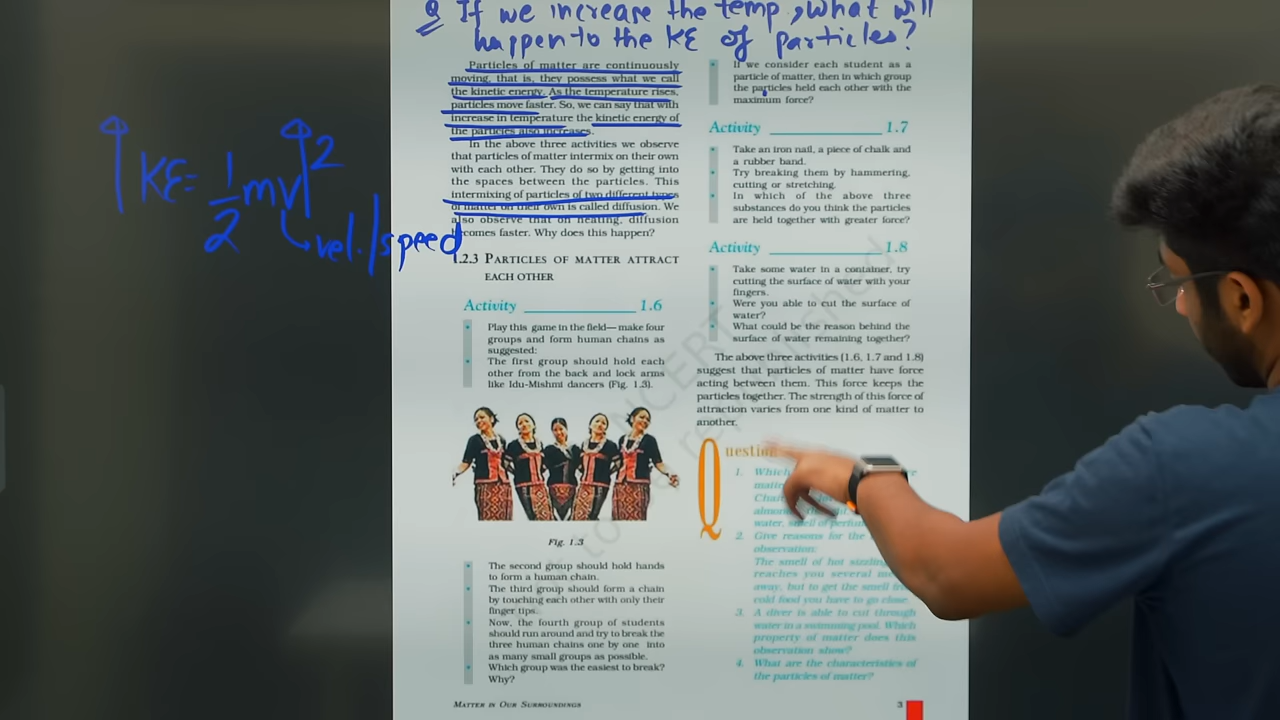 Q If we increase the temp, what will
happen to the KE of particles?
KE = 1/2 mv²
vel./speed
Particles of matter are continuously
moving, that is, they possess what we call
the kinetic energy. As the temperature rises,
particles move faster. So, we can say that with
increase in temperature the kinetic energy of
the particles also increases.
In the above three activities we observe
that particles of matter intermix on their own
with each other. They do so by getting into
the spaces between the particles. This
intermixing of particles of two different types
of matter on their own is called diffusion. We
also observe that on heating, diffusion
comes faster. Why does this happen?
1.2.3 PARTICLES OF MATTER ATTRACT
EACH OTHER
Activity ______________ 1.6
• Play this game in the field— make four
groups and form human chains as
suggested:
• The first group should hold each
other from the back and lock arms
like Idu-Mishmi dancers (Fig. 1.3).
Fig. 1.3
• The second group should hold hands
to form a human chain.
• The third group should form a chain
by touching each other with only their
finger tips.
• Now, the fourth group of students
should run around and try to break the
three human chains one by one into
as many small groups as possible.
• Which group was the easiest to break?
Why?
• If we consider each student as a
particle of matter, then in which group
the particles held each other with the
maximum force?
Activity ______________ 1.7
• Take an iron nail, a piece of chalk and
a rubber band.
• Try breaking them by hammering,
cutting or stretching.
• In which of the above three
substances do you think the particles
are held together with greater force?
Activity ______________ 1.8
• Take some water in a container, try
cutting the surface of water with your
fingers.
• Were you able to cut the surface of
water?
• What could be the reason behind the
surface of water remaining together?
The above three activities (1.6, 1.7 and 1.8)
suggest that particles of matter have force
acting between them. This force keeps the
particles together. The strength of this force of
attraction varies from one kind of matter to
another.
Question
1. Which
water, smell of
2. Give reasons for the
observation:
The smell of hot sizzling
reaches you several
away, but to get the smell
cold food you have to go close.
3. A diver is able to cut through
water in a swimming pool. Which
property of matter does this
observation show?
4. What are the characteristics of
the particles of matter?
MATTER IN OUR SURROUNDINGS
3